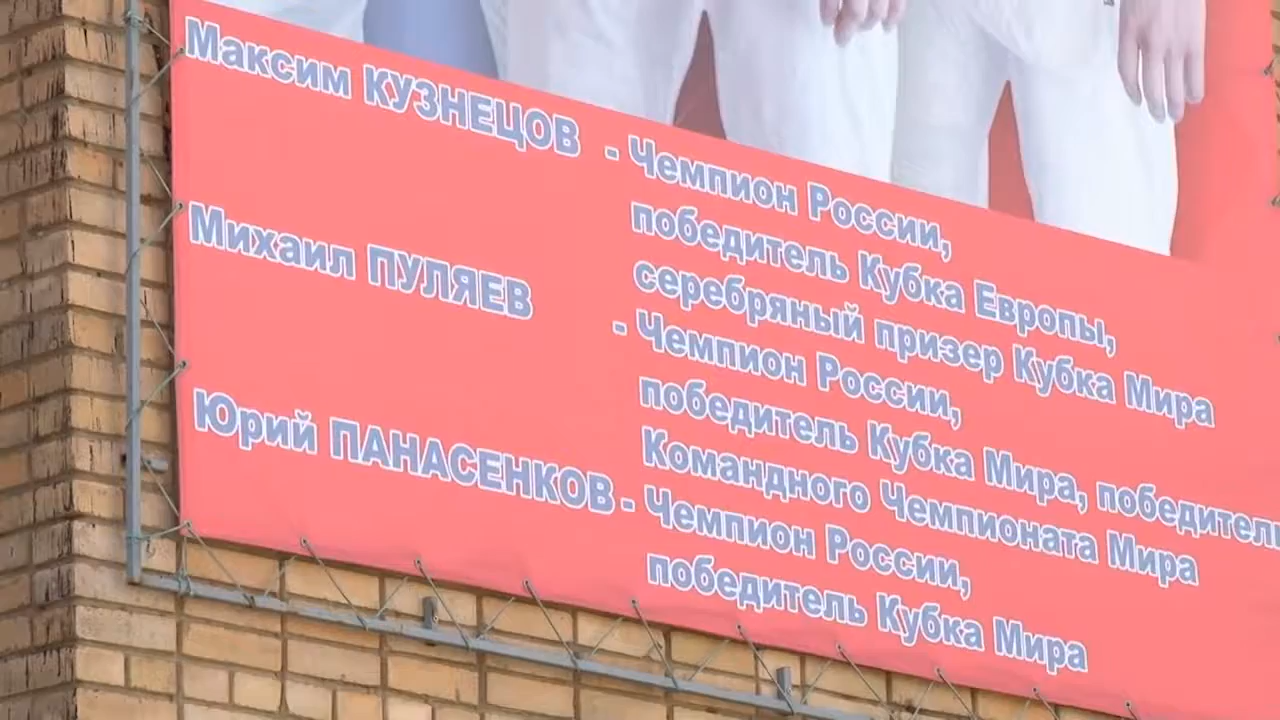 Максим КУЗНЕЦОВ - Чемпион России,
победитель Кубка Европы,
серебряный призер Кубка Мира
Михаил ПУЛЯЕВ - Чемпион России,
победитель Кубка Мира, победитель
Командного Чемпионата Мира
Юрий ПАНАСЕНКОВ - Чемпион России,
победитель Кубка Мира